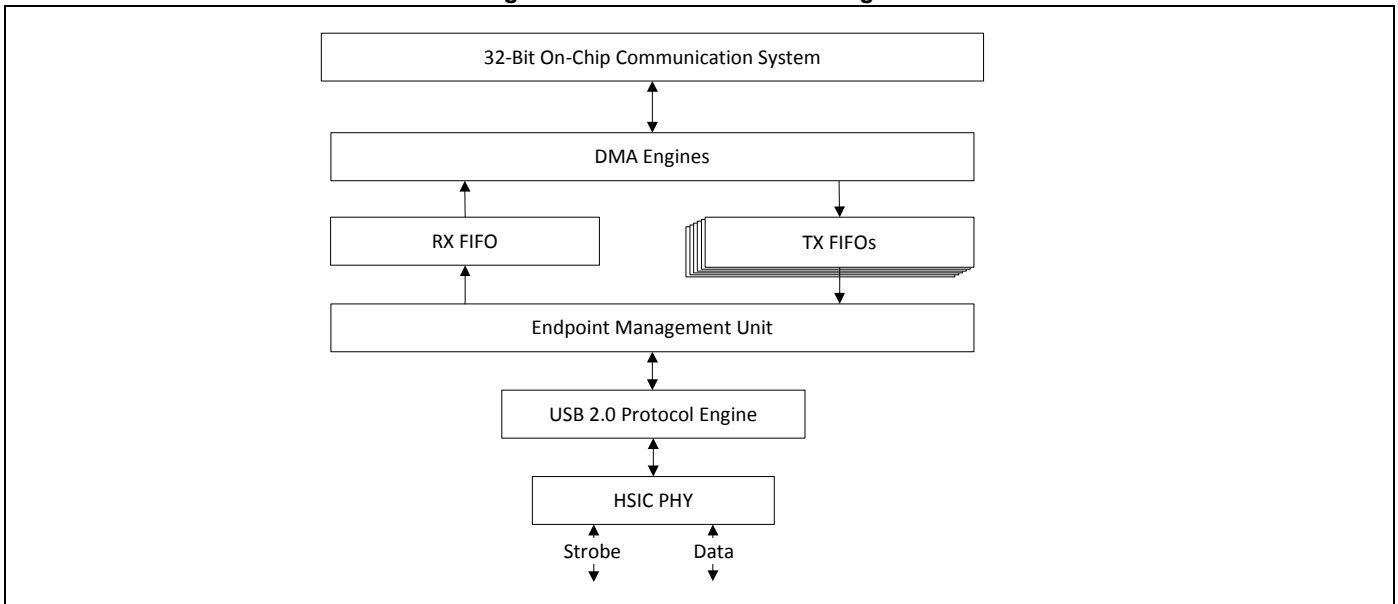 32-Bit On-Chip Communication System
DMA Engines
RX FIFO
TX FIFOs
Endpoint Management Unit
USB 2.0 Protocol Engine
HSIC PHY
Strobe
Data